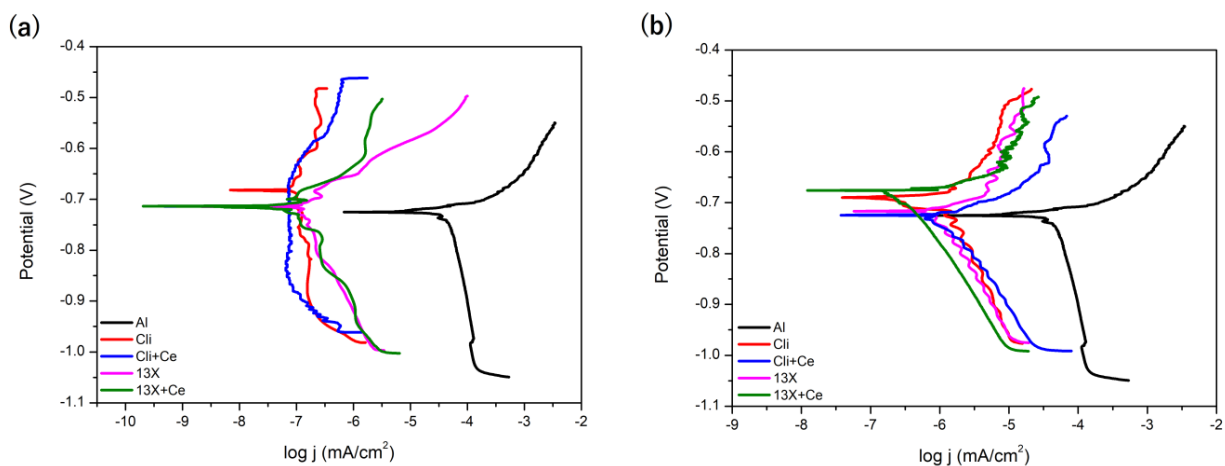 (a)
-0.4
-0.5
-0.6
-0.7
-0.8
-0.9
-1.0
-1.1
Potential (V)
Al
Cli
Cli+Ce
13X
13X+Ce
-10 -9 -8 -7 -6 -5 -4 -3 -2
log j (mA/cm²)
(b)
-0.4
-0.5
-0.6
-0.7
-0.8
-0.9
-1.0
-1.1
Potential (V)
Al
Cli
Cli+Ce
13X
13X+Ce
-9 -8 -7 -6 -5 -4 -3 -2
log j (mA/cm²)